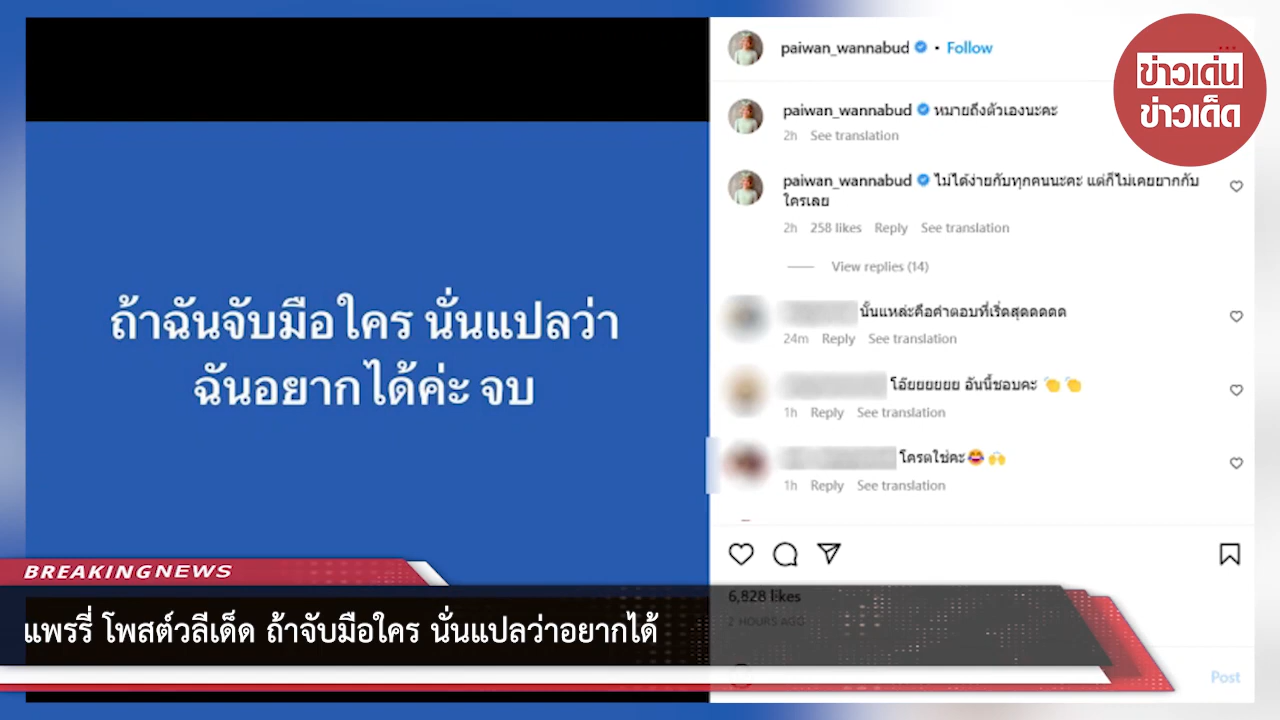 paiwan_wannabud • Follow
ข่าวเด่น
ข่าวเด็ด
paiwan_wannabud หมายถึงตัวเองนะคะ
2h See translation
paiwan_wannabud ไม่ได้ง่ายกับทุกคนนะคะ แต่ก็ไม่เคยยากกับ
ใครเลย
2h 258 likes Reply See translation
View replies (14)
ถ้าฉันจับมือใคร นั่นแปลว่า
ฉันอยากได้ค่ะ จบ
นั้นแหล่ะคือคำตอบที่เริ่ดสุดดดดด
24m Reply See translation
โอ๊ยยยยยย อันนี้ชอบคะ 👏👏
1h Reply See translation
โครตใช่คะ😂🙌
1h Reply See translation
6,828 likes
2 HOURS AGO
Post
BREAKING NEWS
แพรรี่ โพสต์วลีเด็ด ถ้าจับมือใคร นั่นแปลว่าอยากได้